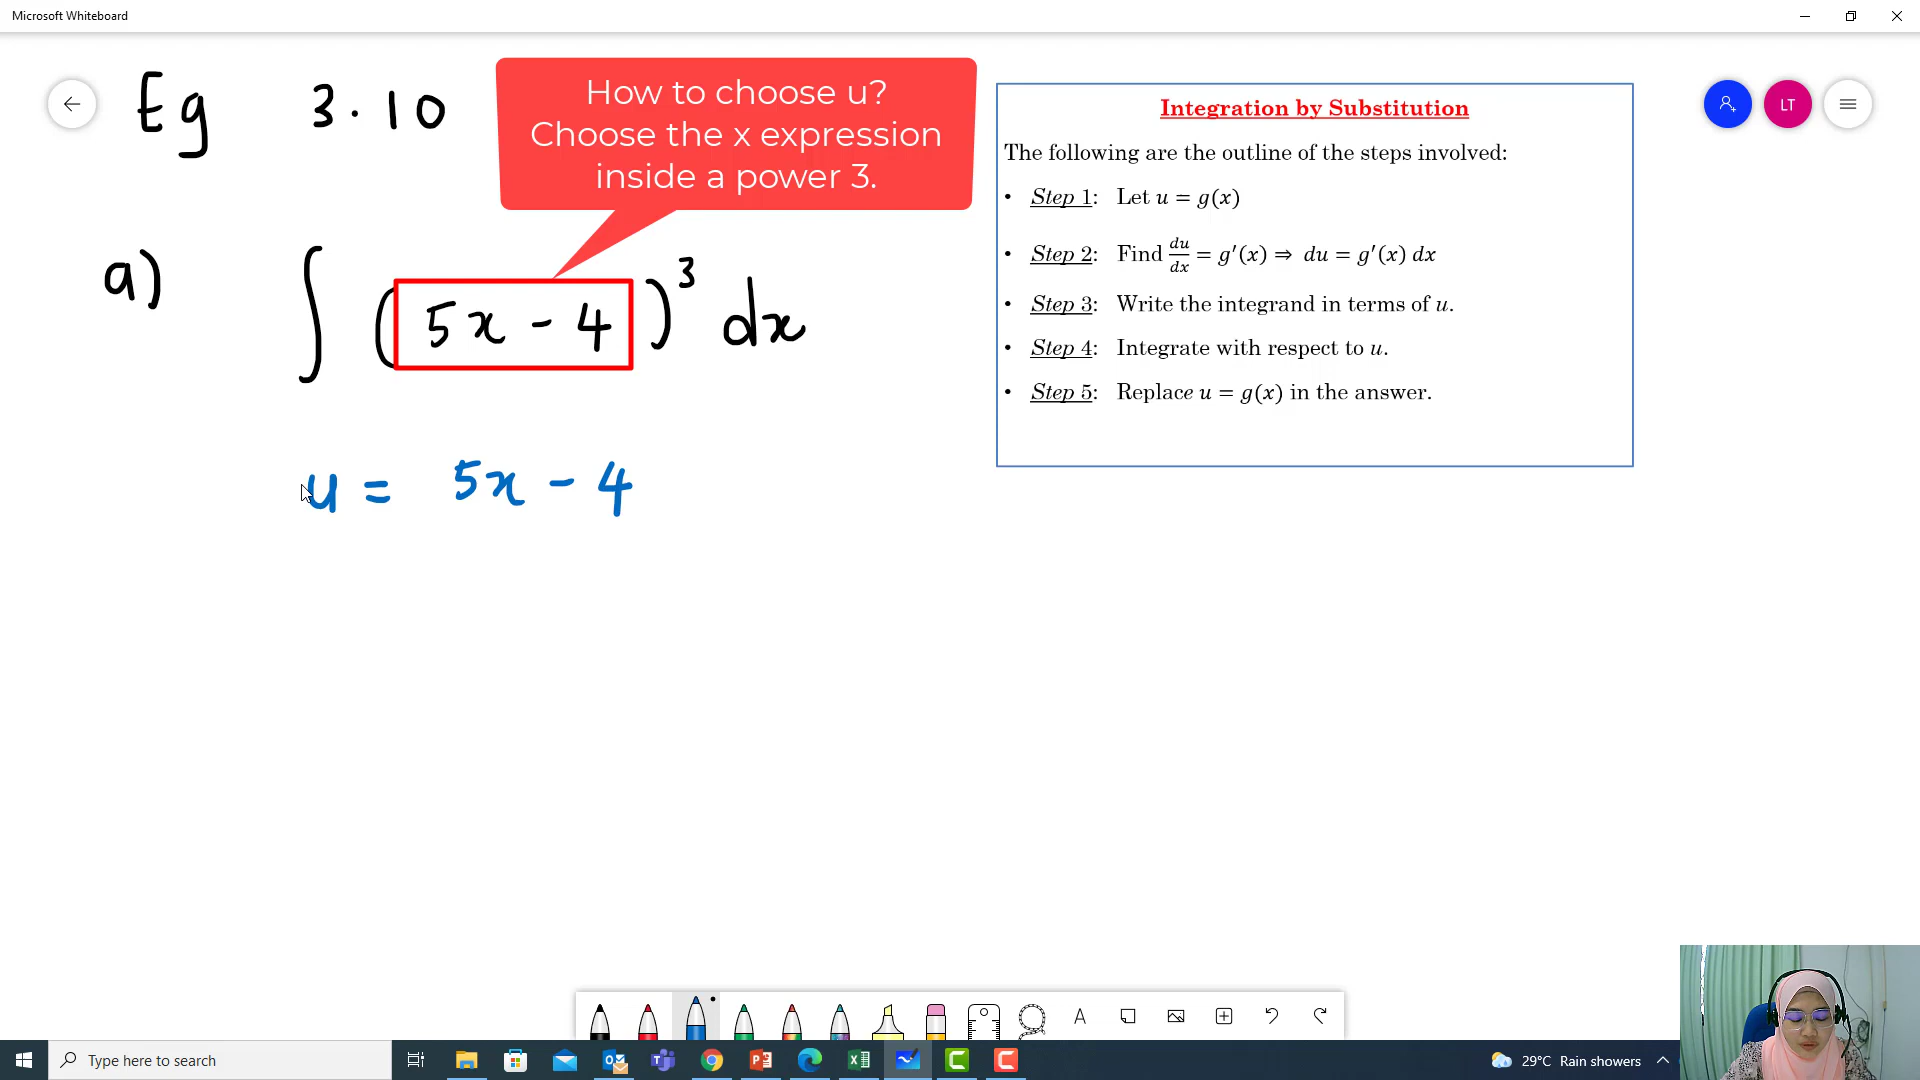 Microsoft Whiteboard
Eg 3.10
How to choose u?
Choose the x expression
inside a power 3.
a) ∫ (5x - 4)³ dx
u = 5x - 4
Integration by Substitution
The following are the outline of the steps involved:
• Step 1: Let u = g(x)
• Step 2: Find du/dx = g′(x) ⇒ du = g′(x) dx
• Step 3: Write the integrand in terms of u.
• Step 4: Integrate with respect to u.
• Step 5: Replace u = g(x) in the answer.
LT
A
Type here to search
29°C Rain showers